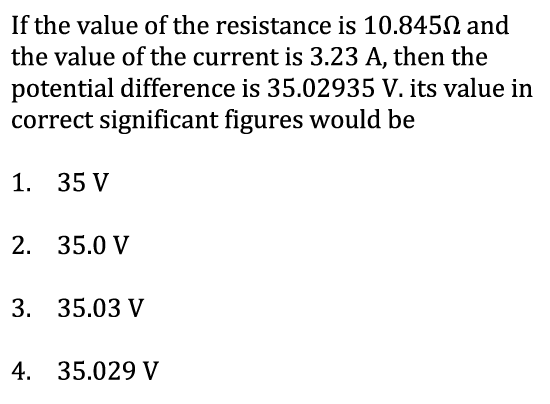 If the value of the resistance is 10.845Ω and
the value of the current is 3.23 A, then the
potential difference is 35.02935 V. its value in
correct significant figures would be
1. 35 V
2. 35.0 V
3. 35.03 V
4. 35.029 V